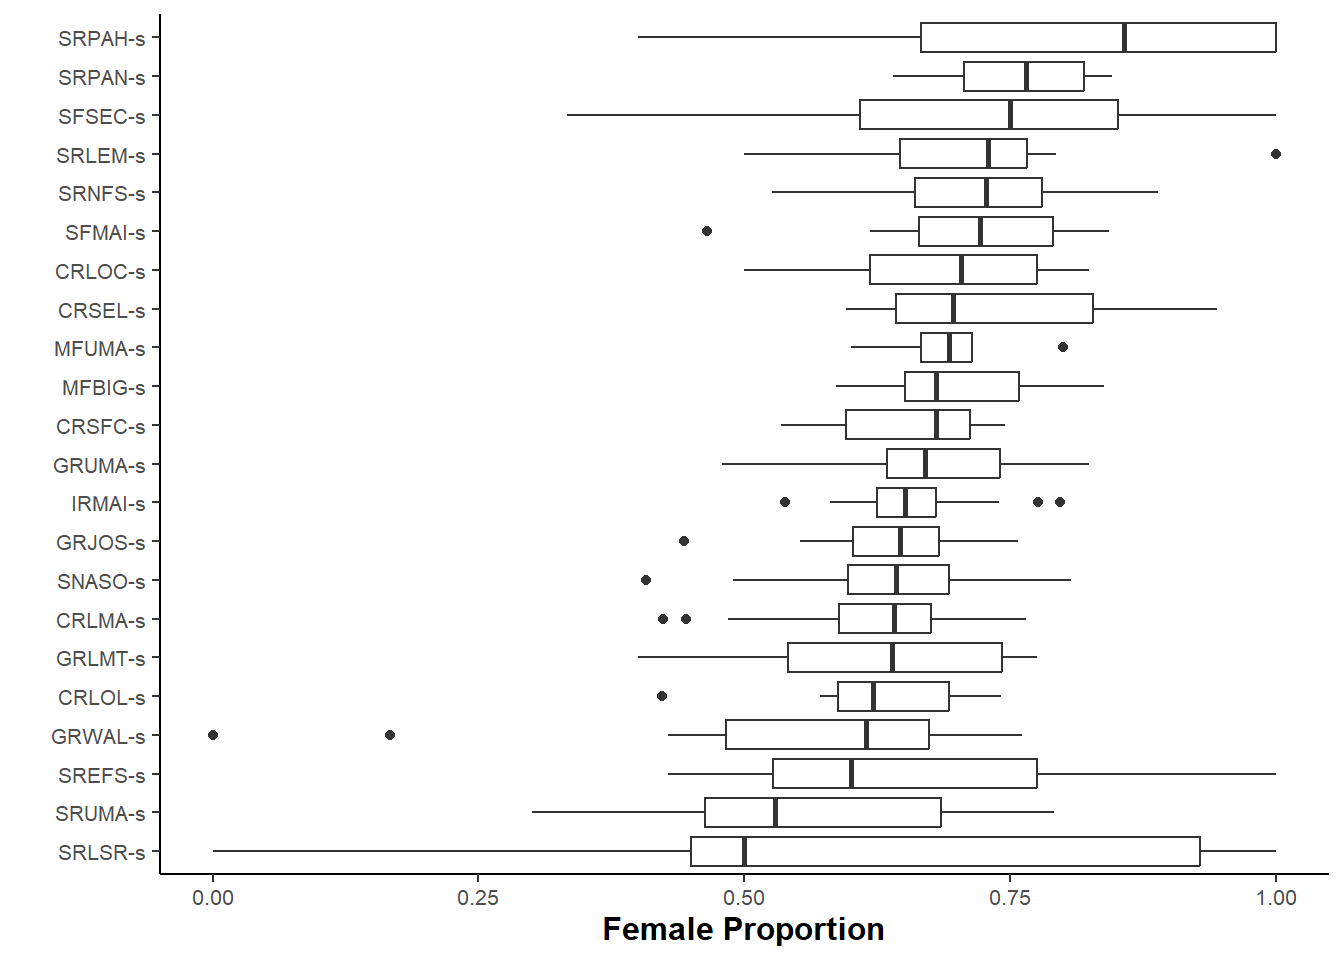 SRPAH-s
SRPAN-s
SFSEC-s
SRLEM-s
SRNFS-s
SFMAI-s
CRLOC-s
CRSEL-s
MFUMA-s
MFBIG-s
CRSFC-s
GRUMA-s
IRMAI-s
GRJOS-s
SNASO-s
CRLMA-s
GRLMT-s
CRLOL-s
GRWAL-s
SREFS-s
SRUMA-s
SRLSR-s
0.00 0.25 0.50 0.75 1.00
Female Proportion